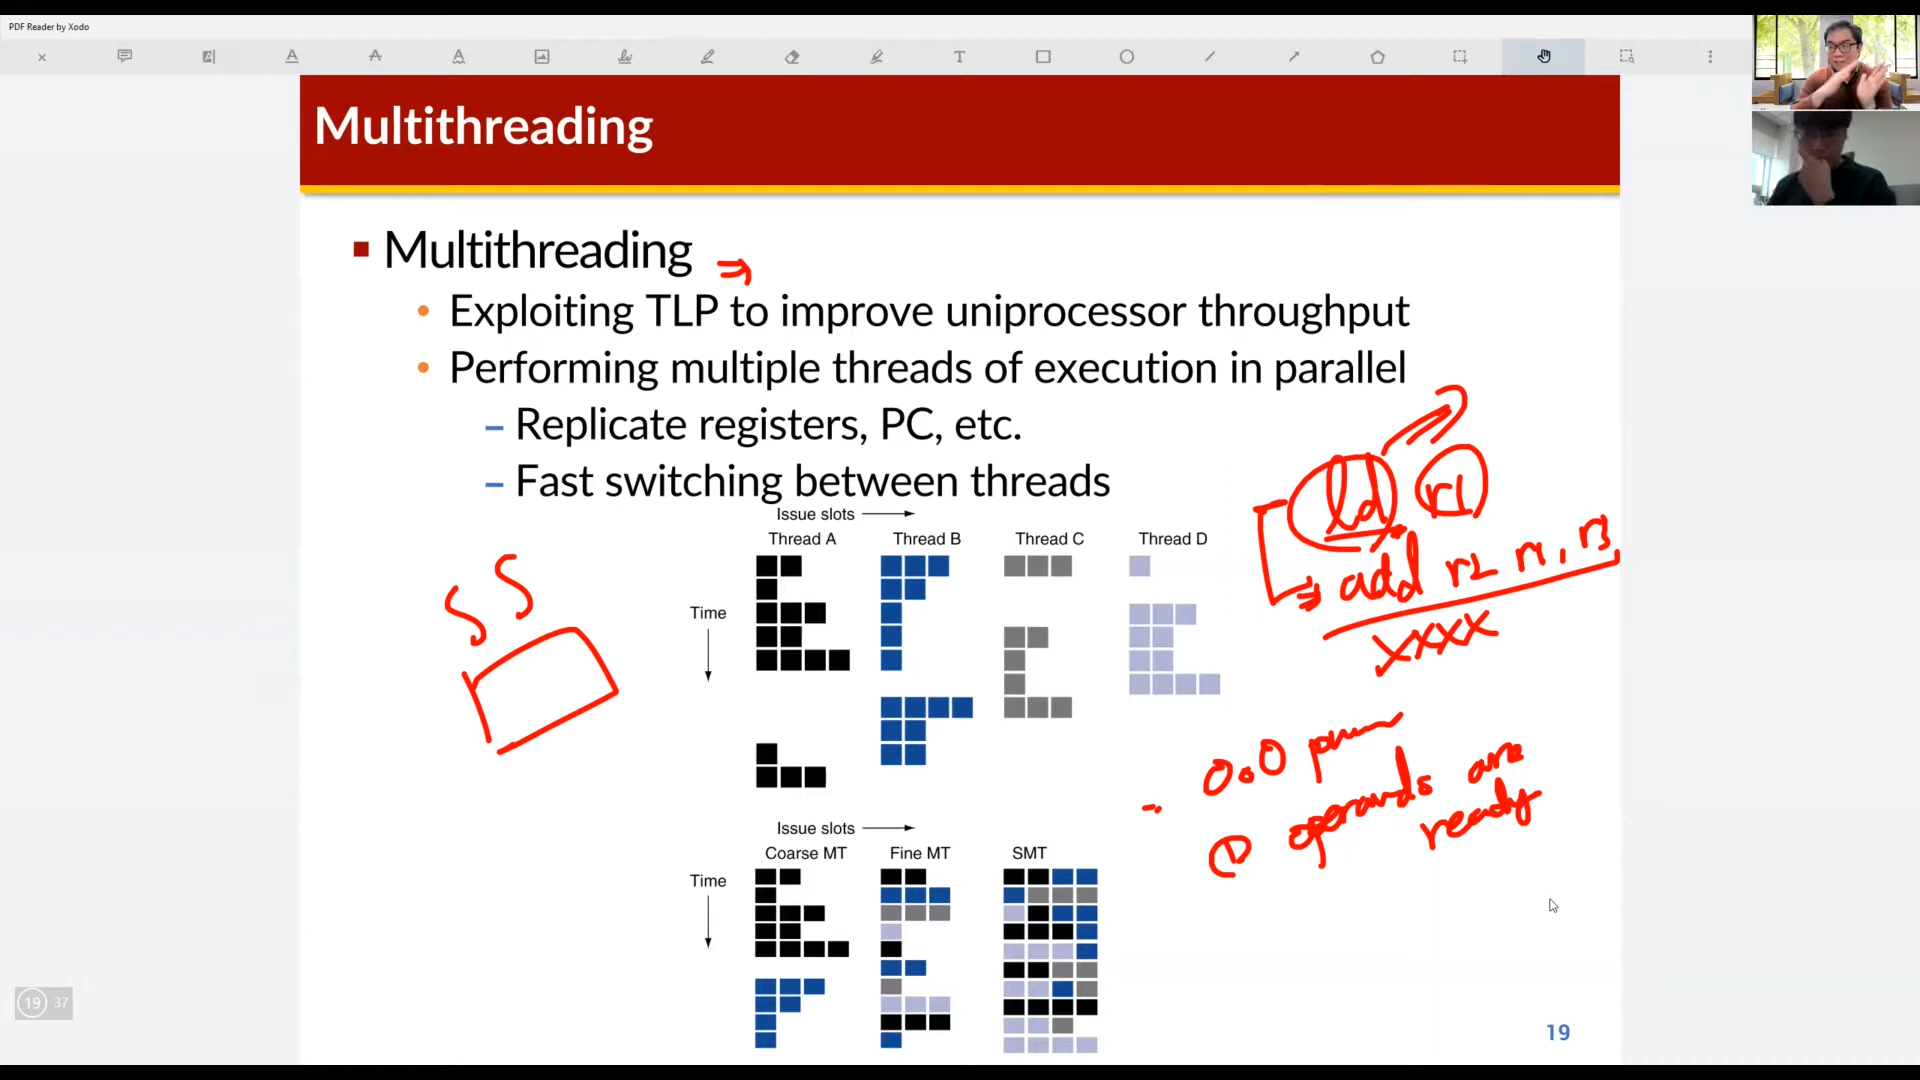 PDF Reader by Xodo
Multithreading
Multithreading ⇒
Exploiting TLP to improve uniprocessor throughput
Performing multiple threads of execution in parallel
– Replicate registers, PC, etc.
– Fast switching between threads
Issue slots
Thread A Thread B Thread C Thread D
Time
ld r1
add r2 r1, r3
XXXX
OoO
① operands are
ready
Issue slots
Coarse MT Fine MT SMT
Time
19 37
19